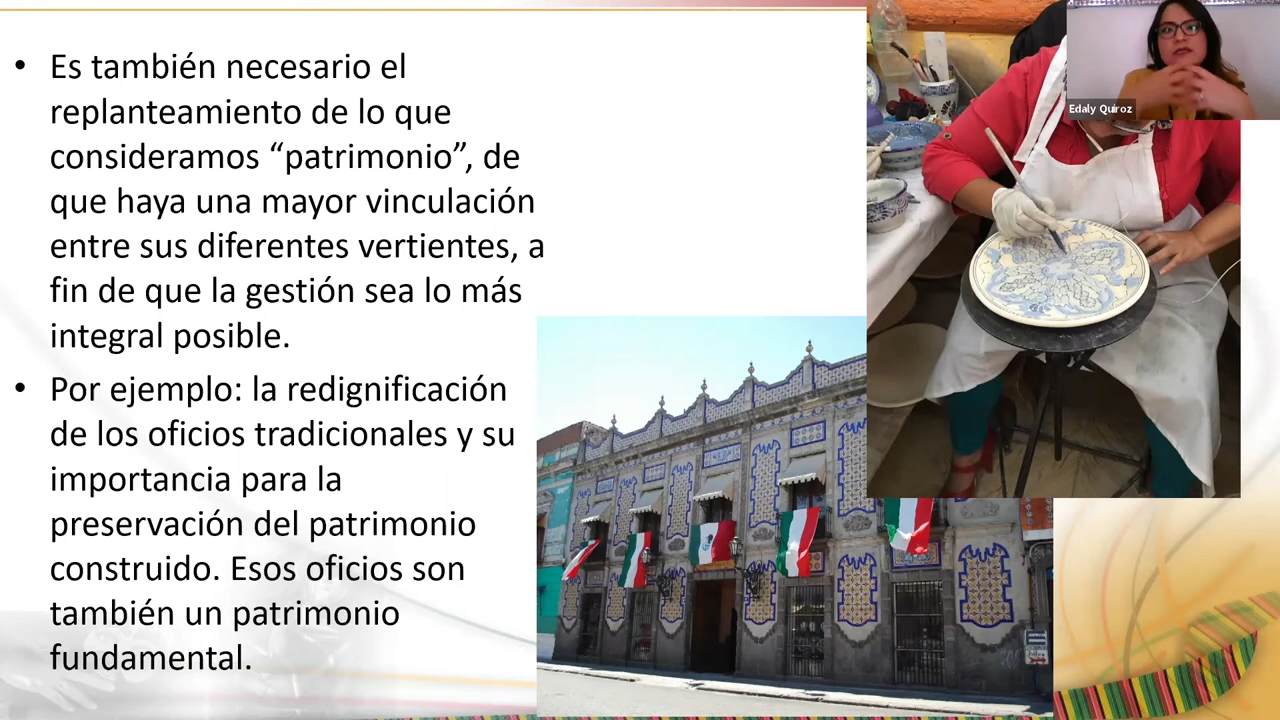 • Es también necesario el
replanteamiento de lo que
consideramos “patrimonio”, de
que haya una mayor vinculación
entre sus diferentes vertientes, a
fin de que la gestión sea lo más
integral posible.
• Por ejemplo: la redignificación
de los oficios tradicionales y su
importancia para la
preservación del patrimonio
construido. Esos oficios son
también un patrimonio
fundamental.
Edaly Quiroz